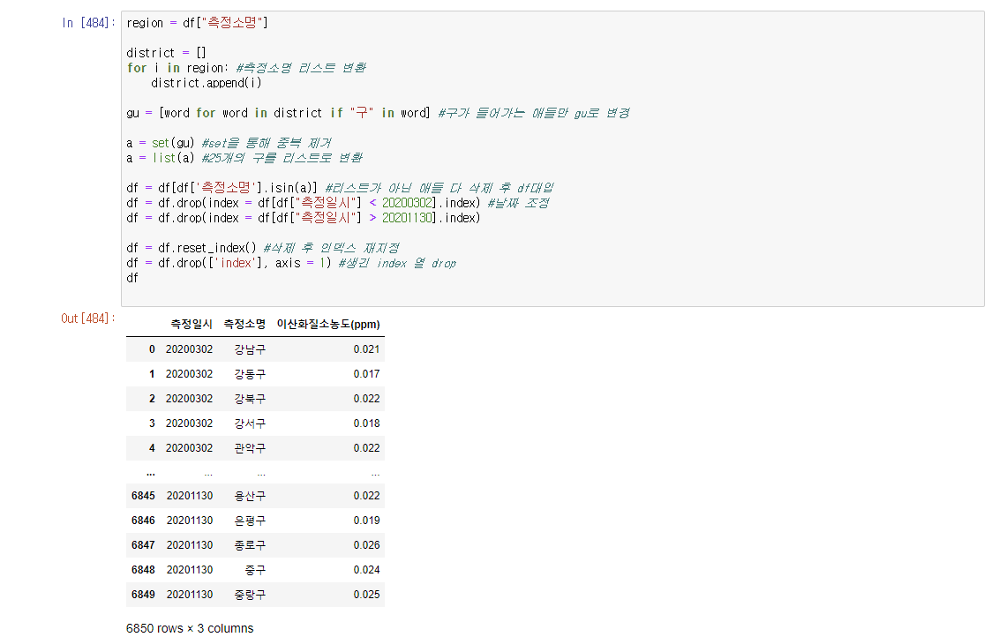 In [484]: region = df["측정소명"]
district = []
for i in region: #측정소명 리스트 변환
district.append(i)
gu = [word for word in district if "구" in word] #구가 들어가는 애들만 gu로 변경
a = set(gu) #set을 통해 중복 제거
a = list(a) #25개의 구를 리스트로 변환
df = df[df['측정소명'].isin(a)] #리스트가 아닌 애들 다 삭제 후 df대입
df = df.drop(index = df[df["측정일시"] < 20200302].index) #날짜 조정
df = df.drop(index = df[df["측정일시"] > 20201130].index)
df = df.reset_index() #삭제 후 인덱스 재지정
df = df.drop(['index'], axis = 1) #생긴 index 열 drop
df
Out[484]:
측정일시 측정소명 이산화질소농도(ppm)
0 20200302 강남구 0.021
1 20200302 강동구 0.017
2 20200302 강북구 0.022
3 20200302 강서구 0.018
4 20200302 관악구 0.022
... ... ... ...
6845 20201130 용산구 0.022
6846 20201130 은평구 0.019
6847 20201130 종로구 0.026
6848 20201130 중구 0.024
6849 20201130 중랑구 0.025
6850 rows × 3 columns